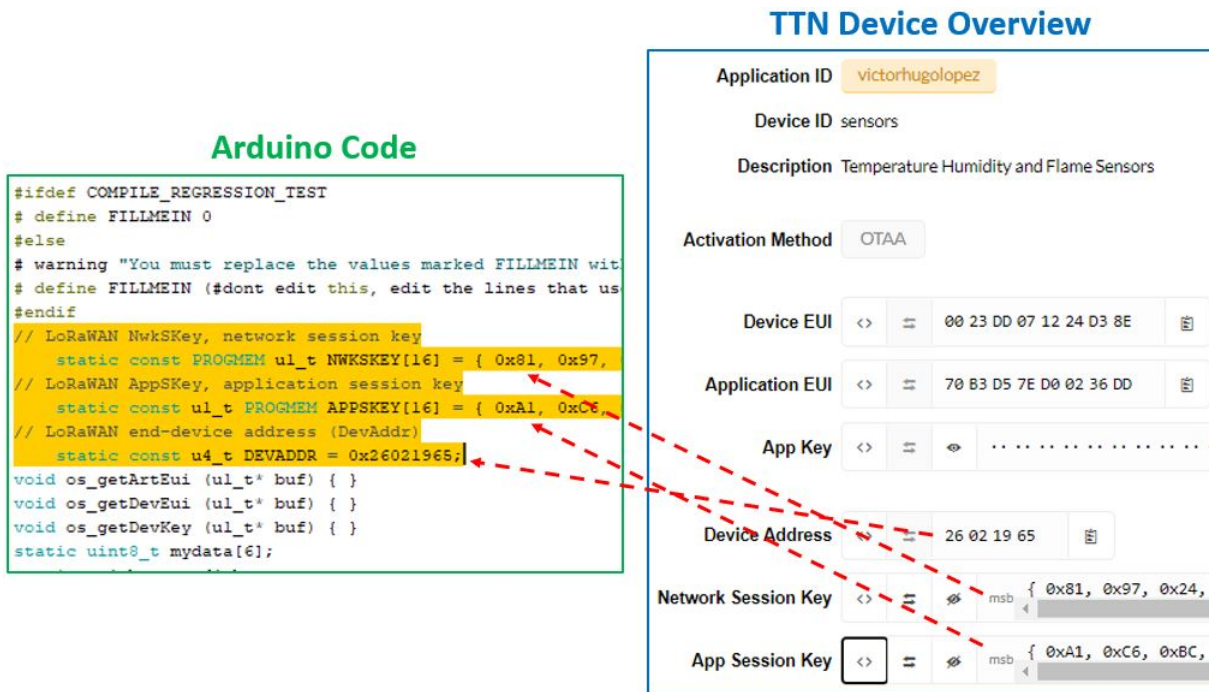 TTN Device Overview
Application ID victorhugolopez
Device ID sensors
Description Temperature Humidity and Flame Sensors
Activation Method OTAA
Device EUI <> 00 23 DD 07 12 24 D3 8E
Application EUI <> 70 B3 D5 7E D0 02 36 DD
App Key <> .. .. .. .. .. .. .. ..
Device Address <> 26 02 19 65
Network Session Key <> msb { 0x81, 0x97, 0x24,
App Session Key <> msb { 0xA1, 0xC6, 0xBC,
Arduino Code
#ifdef COMPILE_REGRESSION_TEST
# define FILLMEIN 0
#else
# warning "You must replace the values marked FILLMEIN wit
# define FILLMEIN (#dont edit this, edit the lines that us
#endif
// LoRaWAN NwkSKey, network session key
static const PROGMEM u1_t NWKSKEY[16] = { 0x81, 0x97,
// LoRaWAN AppSKey, application session key
static const u1_t PROGMEM APPSKEY[16] = { 0xA1, 0xC6,
// LoRaWAN end-device address (DevAddr)
static const u4_t DEVADDR = 0x26021965;
void os_getArtEui (u1_t* buf) { }
void os_getDevEui (u1_t* buf) { }
void os_getDevKey (u1_t* buf) { }
static uint8_t mydata[6];